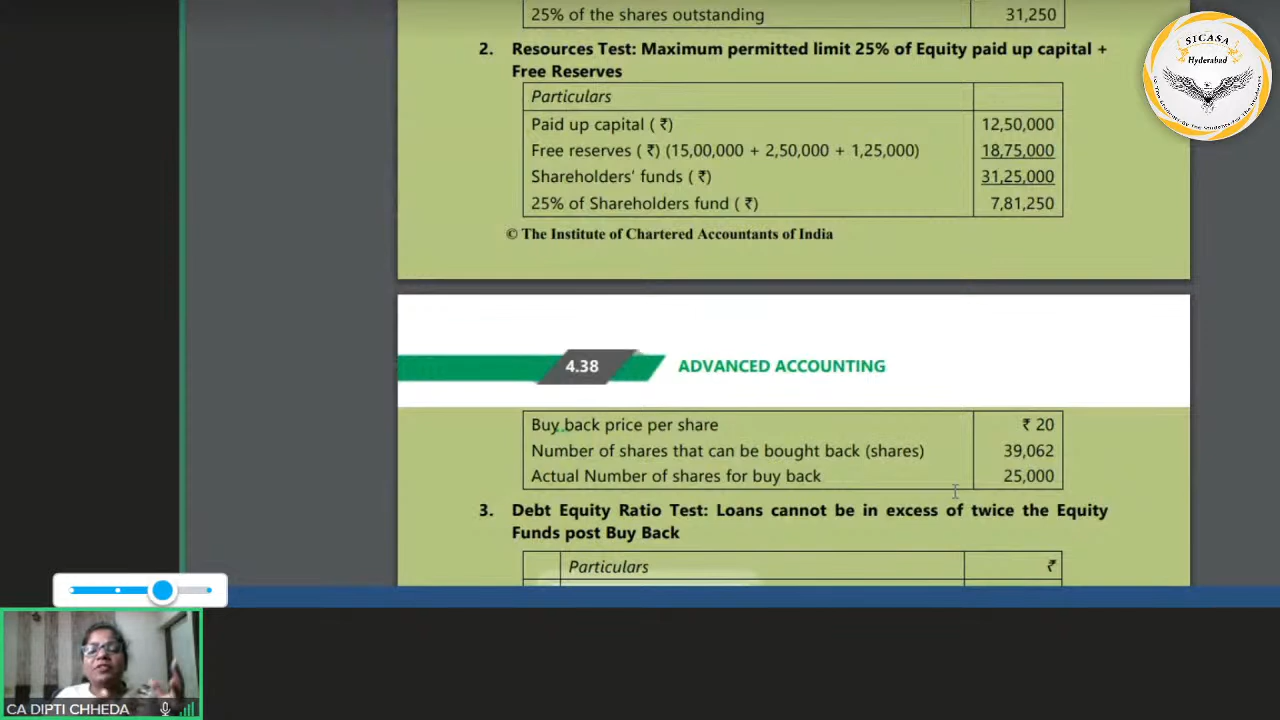 25% of the shares outstanding 31,250
SICASA
Hyderabad
2. Resources Test: Maximum permitted limit 25% of Equity paid up capital +
Free Reserves
Particulars
Paid up capital (₹) 12,50,000
Free reserves (₹) (15,00,000 + 2,50,000 + 1,25,000) 18,75,000
Shareholders' funds (₹) 31,25,000
25% of Shareholders fund (₹) 7,81,250
© The Institute of Chartered Accountants of India
4.38 ADVANCED ACCOUNTING
Buy back price per share ₹ 20
Number of shares that can be bought back (shares) 39,062
Actual Number of shares for buy back 25,000
3. Debt Equity Ratio Test: Loans cannot be in excess of twice the Equity
Funds post Buy Back
Particulars ₹
CA DIPTI CHHEDA